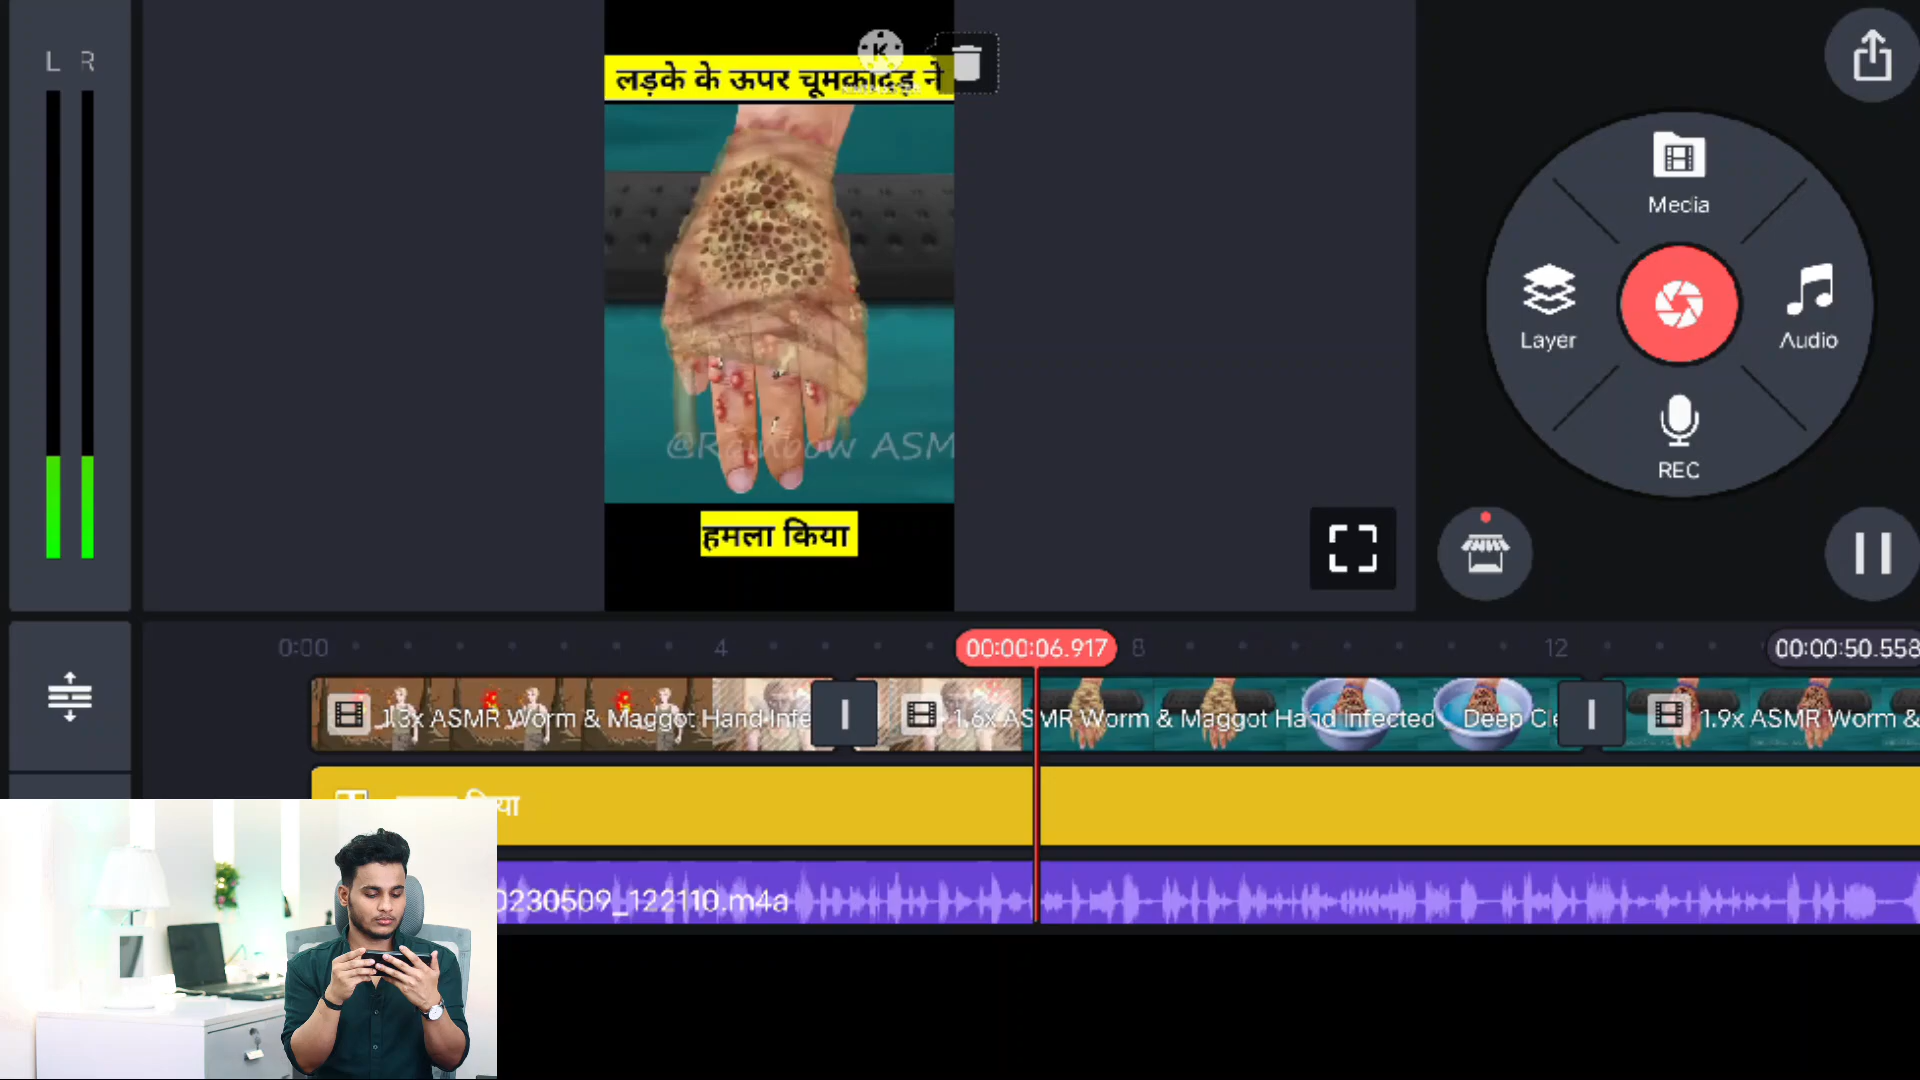 L R
लड़के के ऊपर चूमकादड़ ने
@Rainbow ASM
हमला किया
Media
Layer
Audio
REC
0:00
4
00:00:06.917
8
12
00:00:50.558
1.3x ASMR Worm & Maggot Hand Infe
1.6x ASMR Worm & Maggot Hand Infected Deep Cle
1.9x ASMR Worm &
किया
0230509_122110.m4a